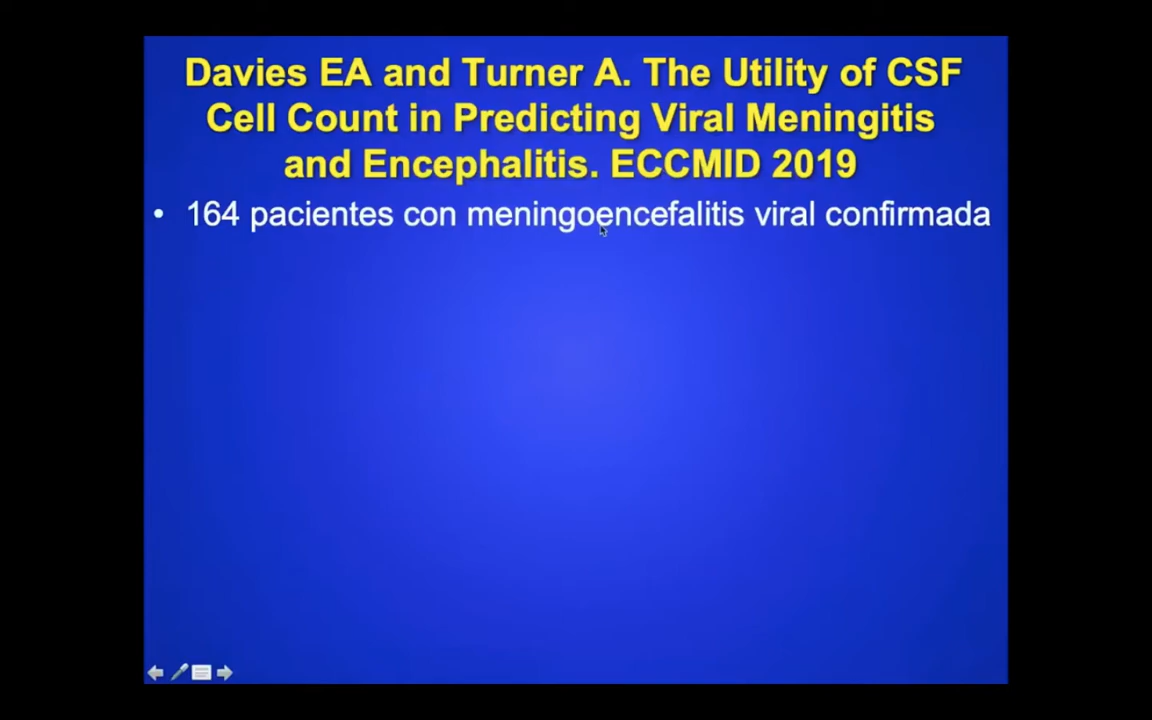 Davies EA and Turner A. The Utility of CSF
Cell Count in Predicting Viral Meningitis
and Encephalitis. ECCMID 2019
• 164 pacientes con meningoencefalitis viral confirmada